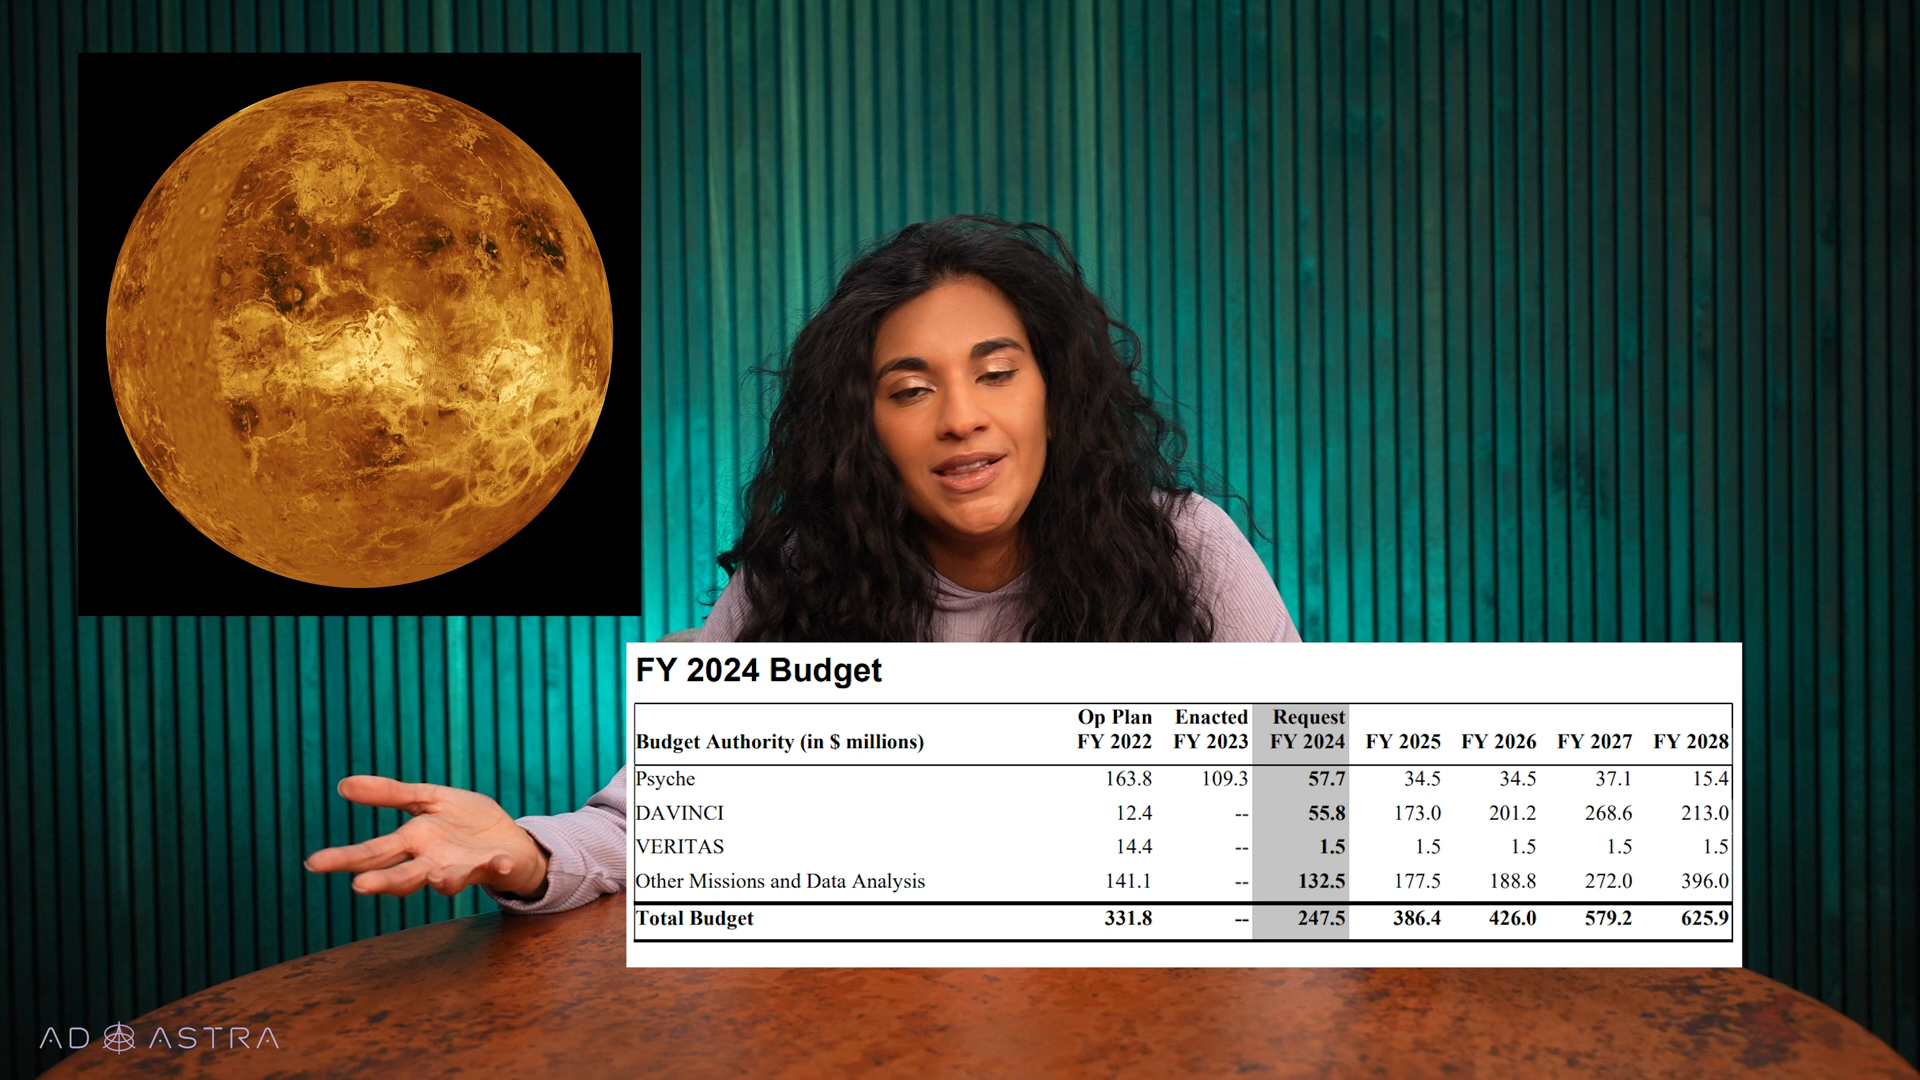 FY 2024 Budget
Op Plan Enacted Request
Budget Authority (in $ millions) FY 2022 FY 2023 FY 2024 FY 2025 FY 2026 FY 2027 FY 2028
Psyche 163.8 109.3 57.7 34.5 34.5 37.1 15.4
DAVINCI 12.4 -- 55.8 173.0 201.2 268.6 213.0
VERITAS 14.4 -- 1.5 1.5 1.5 1.5 1.5
Other Missions and Data Analysis 141.1 -- 132.5 177.5 188.8 272.0 396.0
Total Budget 331.8 -- 247.5 386.4 426.0 579.2 625.9
AD ASTRA